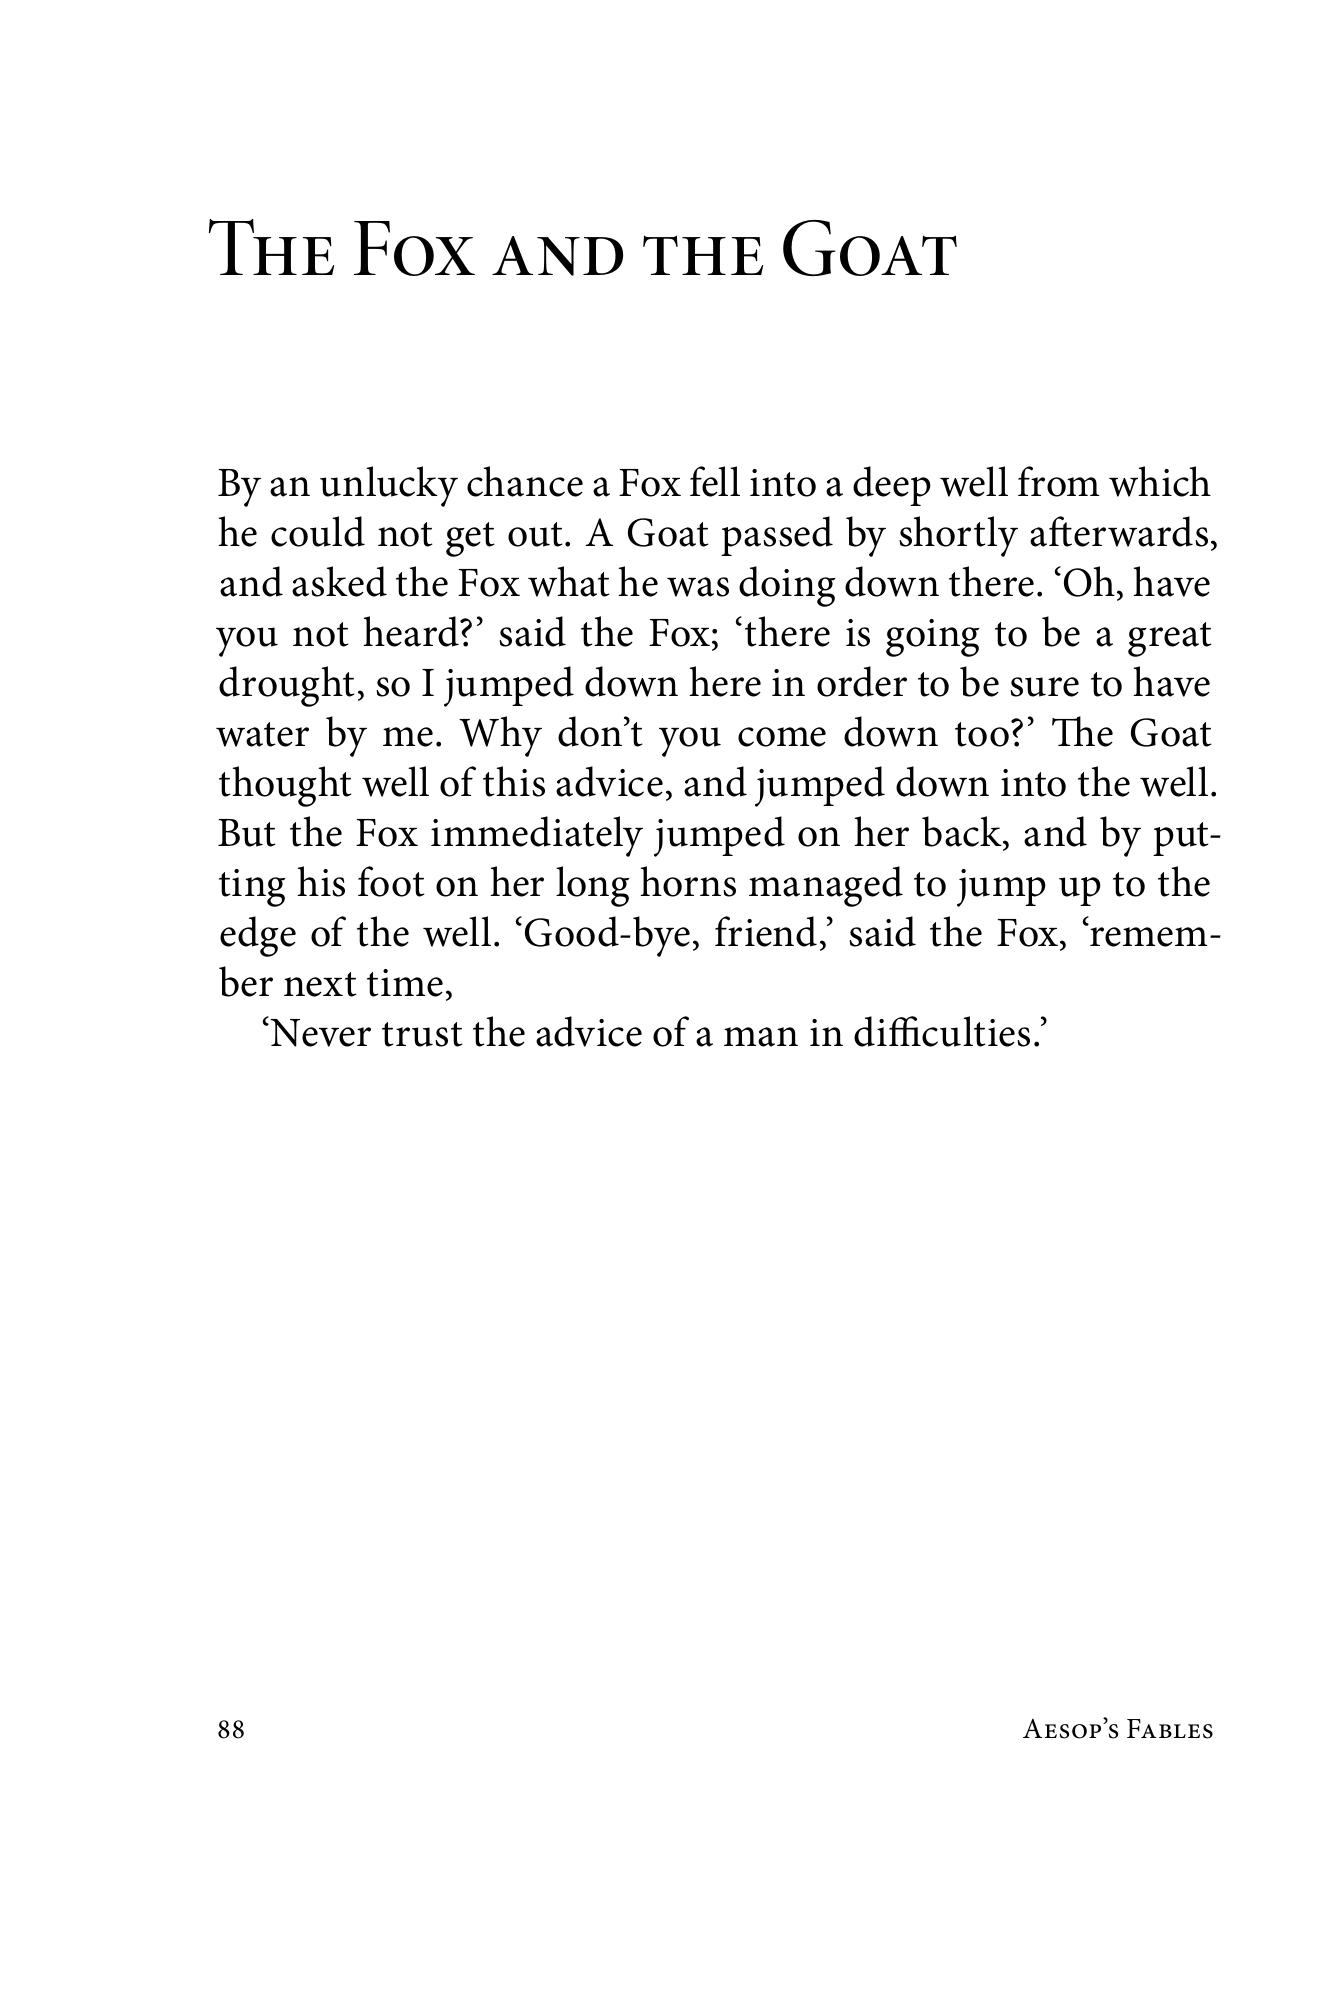 The Fox and the Goat
By an unlucky chance a Fox fell into a deep well from which
he could not get out. A Goat passed by shortly afterwards,
and asked the Fox what he was doing down there. ‘Oh, have
you not heard?’ said the Fox; ‘there is going to be a great
drought, so I jumped down here in order to be sure to have
water by me. Why don’t you come down too?’ The Goat
thought well of this advice, and jumped down into the well.
But the Fox immediately jumped on her back, and by put-
ting his foot on her long horns managed to jump up to the
edge of the well. ‘Good-bye, friend,’ said the Fox, ‘remem-
ber next time,
‘Never trust the advice of a man in difficulties.’
88 Aesop’s Fables